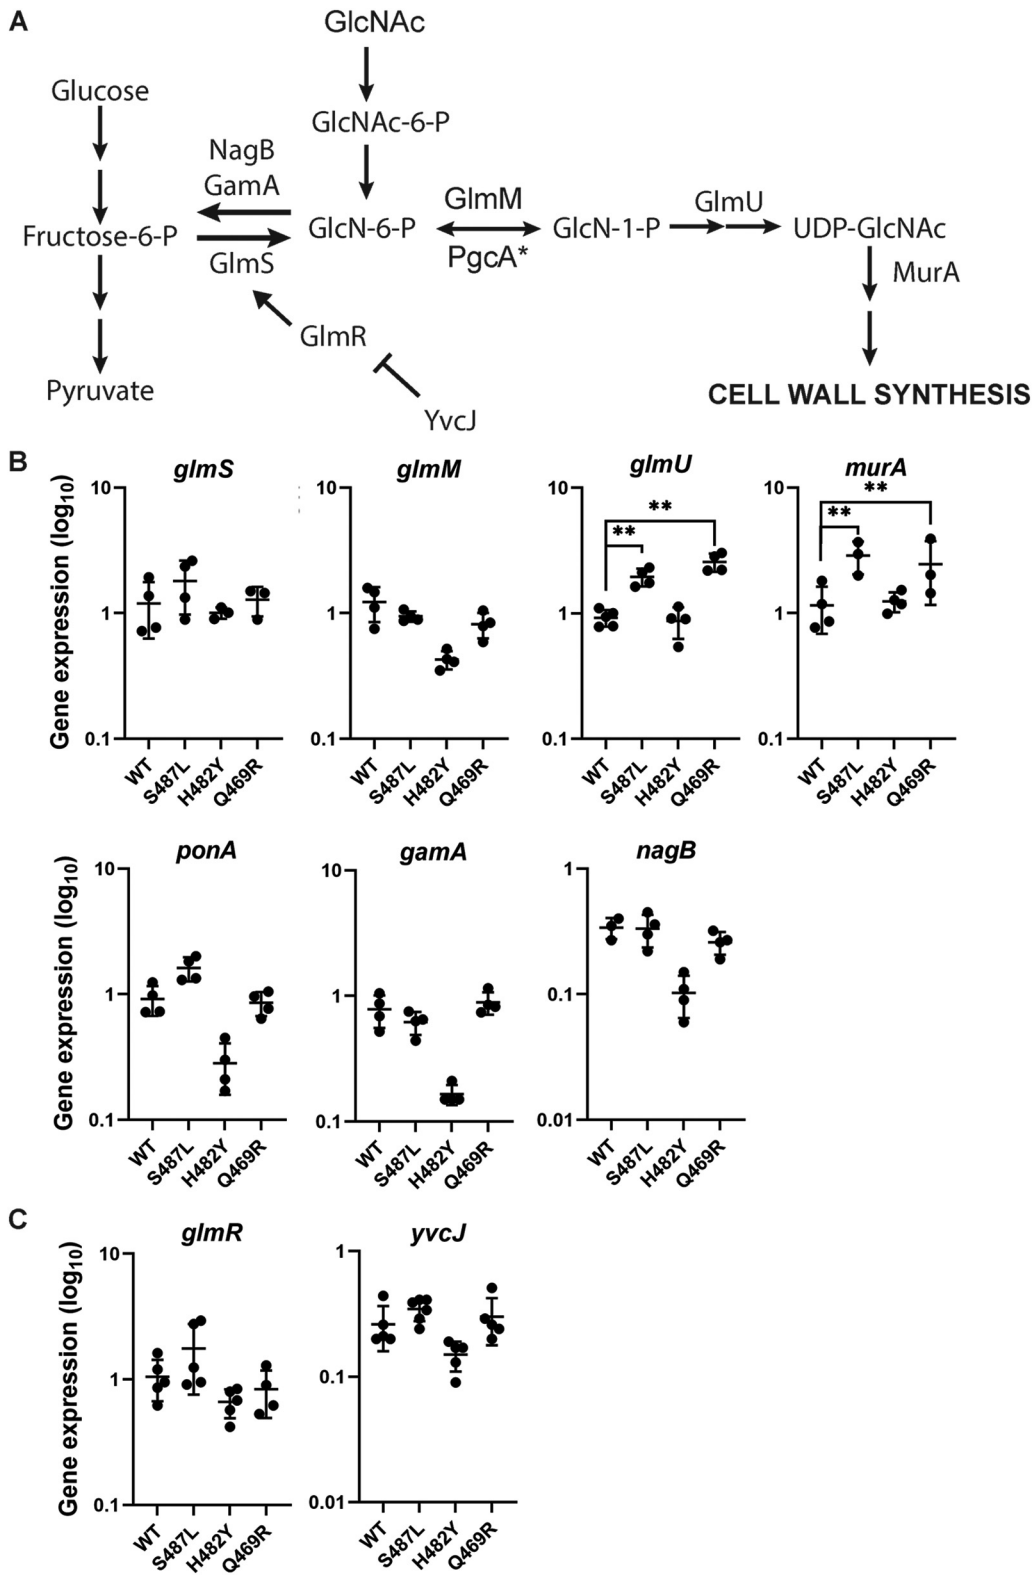 A
GlcNAc
Glucose
GlcNAc-6-P
NagB
GamA
GlmM
GlmU
Fructose-6-P
GlcN-6-P
GlcN-1-P
UDP-GlcNAc
GlmS
PgcA*
MurA
GlmR
Pyruvate
CELL WALL SYNTHESIS
YvcJ
B
glmS
glmM
glmU
murA
Gene expression (log10)
10
1
0.1
WT
S487L
H482Y
Q469R
10
1
0.1
WT
S487L
H482Y
Q469R
10
1
0.1
**
**
WT
S487L
H482Y
Q469R
10
1
0.1
**
**
WT
S487L
H482Y
Q469R
ponA
gamA
nagB
Gene expression (log10)
10
1
0.1
WT
S487L
H482Y
Q469R
10
1
0.1
WT
S487L
H482Y
Q469R
1
0.1
0.01
WT
S487L
H482Y
Q469R
C
glmR
yvcJ
Gene expression (log10)
10
1
0.1
WT
S487L
H482Y
Q469R
1
0.1
0.01
WT
S487L
H482Y
Q469R